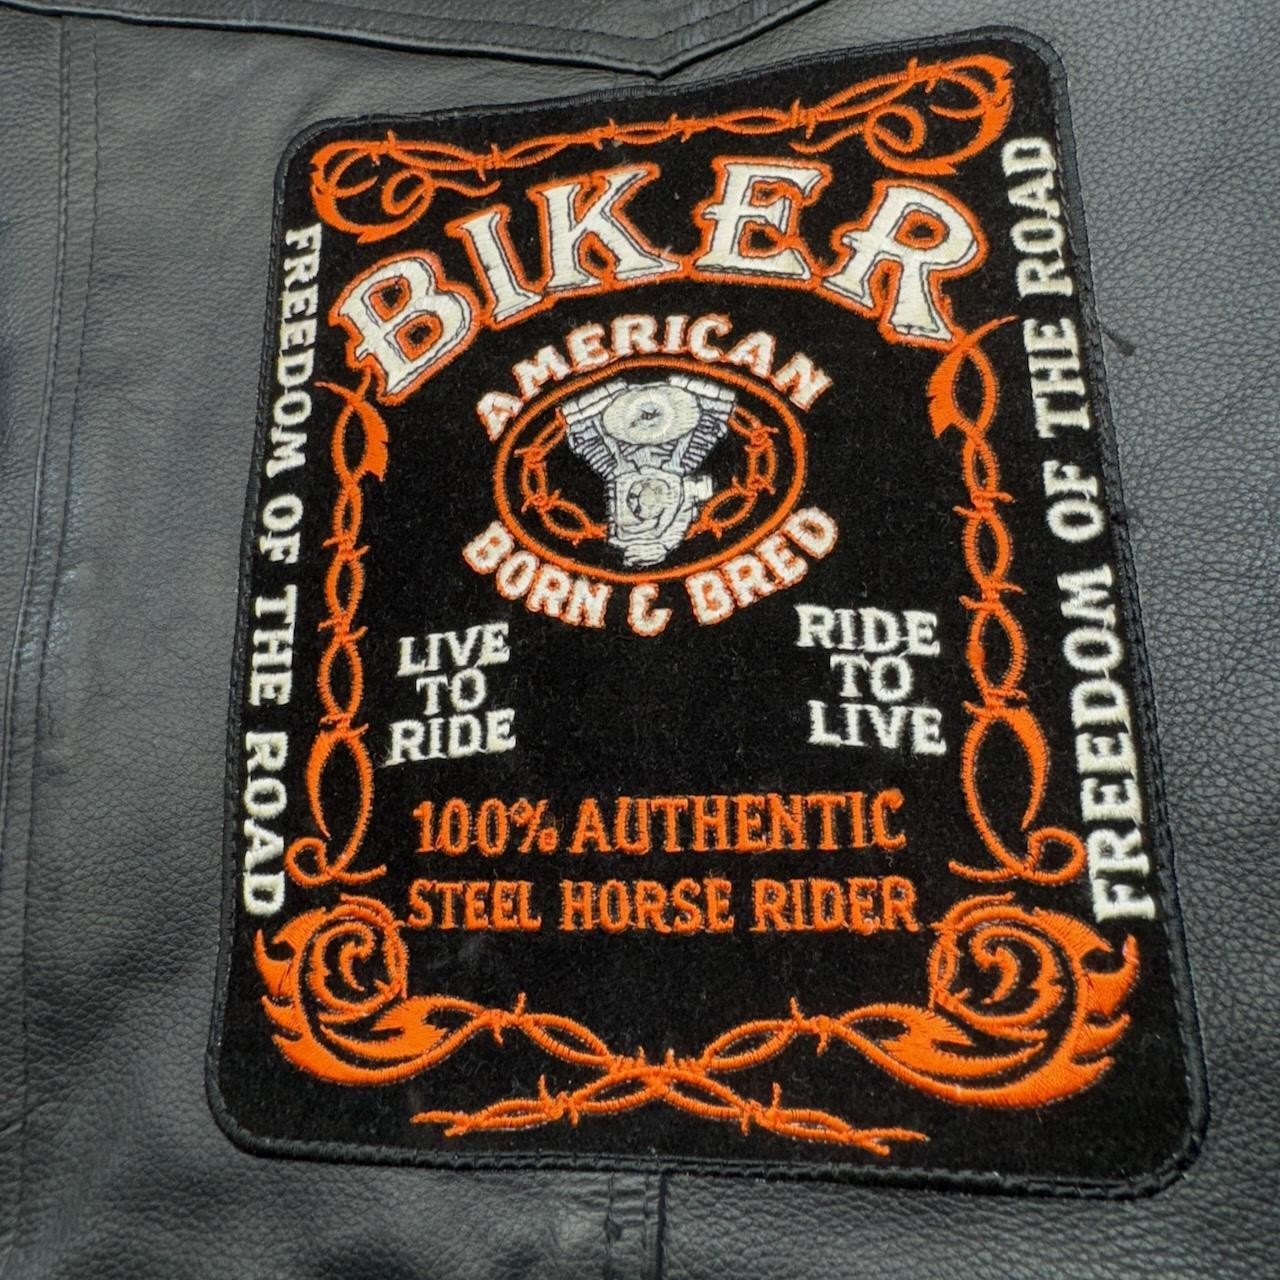 BIKER
AMERICAN
BORN & BRED
LIVE
TO
RIDE
RIDE
TO
LIVE
100% AUTHENTIC
STEEL HORSE RIDER
FREEDOM OF THE ROAD
FREEDOM OF THE ROAD